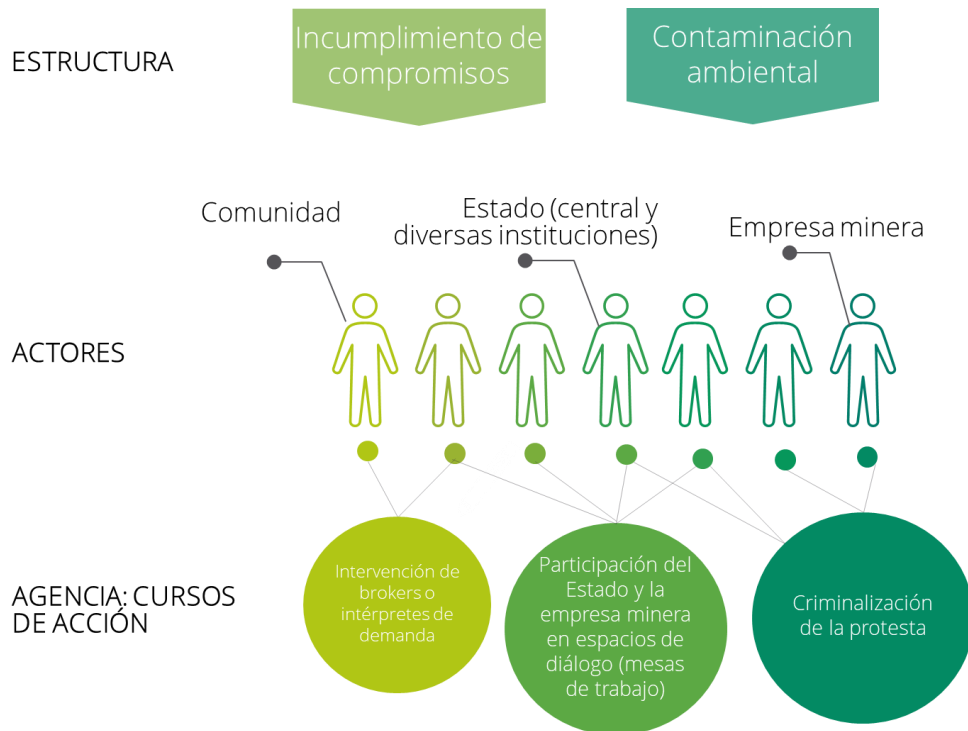 ESTRUCTURA
Incumplimiento de
compromisos
Contaminación
ambiental
Comunidad
Estado (central y
diversas instituciones)
Empresa minera
ACTORES
AGENCIA: CURSOS
DE ACCIÓN
Intervención de
brokers o
intérpretes de
demanda
Participación del
Estado y la
empresa minera
en espacios de
diálogo (mesas
de trabajo)
Criminalización
de la protesta